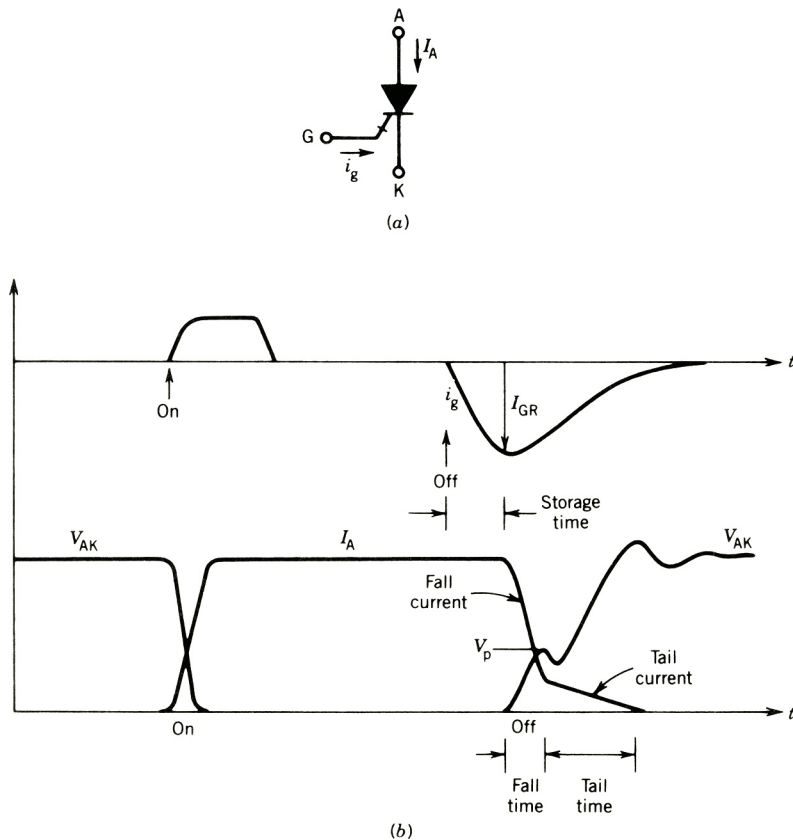 A
I_A
G
i_g
K
(a)
t
On
i_g
I_GR
Off
Storage
time
V_AK
I_A
V_AK
Fall
current
V_p
Tail
current
t
On
Off
Fall
time
Tail
time
(b)